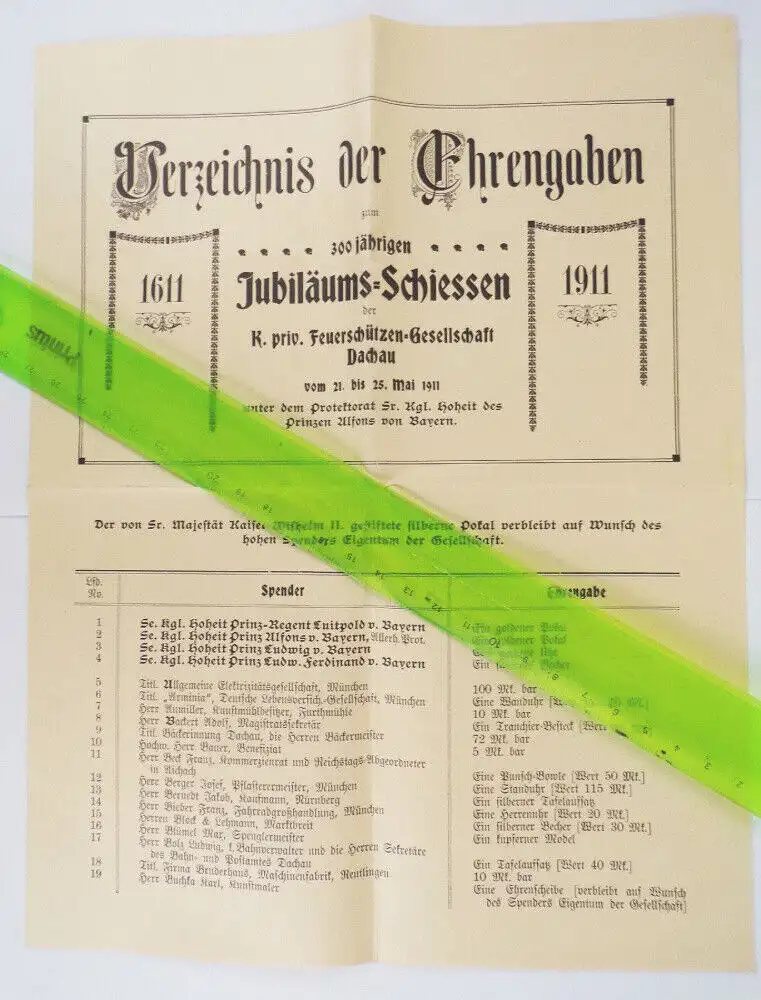 Verzeichnis der Ehrengaben
zum
300jährigen
1611
Jubiläums-Schiessen
1911
der
K. priv. Feuerschützen-Gesellschaft
Dachau
vom 21. bis 25. Mai 1911
unter dem Protektorat Sr. Kgl. Hoheit des
Prinzen Alfons von Bayern.
Primus
Der von Sr. Majestät Kaiser Wilhelm II. gestiftete silberne Pokal verbleibt auf Wunsch des
hohen Spenders Eigentum der Gesellschaft.
Lfd. No. Spender Ehrengabe
1 Se. Kgl. Hoheit Prinz-Regent Luitpold v. Bayern Ein goldener Pokal
2 Se. Kgl. Hoheit Prinz Alfons v. Bayern, Allerh. Prot. Pokal
3 Se. Kgl. Hoheit Prinz Ludwig v. Bayern
4 Se. Kgl. Hoheit Prinz Ludw. Ferdinand v. Bayern Ein Becher
5 Titl. Allgemeine Elektrizitätsgesellschaft, München 100 Mk. bar
6 Titl. „Arminia", Deutsche Lebensversich.-Gesellschaft, München Eine Wanduhr
7 Herr Aumiller, Kunstmühlbesitzer, Furthmühle 10 Mk. bar
8 Herr Backert Adolf, Magistratssekretär Ein Tranchier-Besteck
9 Titl. Bäckerinnung Dachau, die Herren Bäckermeister 72 Mk. bar
10 Hochw. Herr Bauer, Benefiziat 5 Mk. bar
11 Herr Beck Franz, Kommerzienrat und Reichstags-Abgeordneter
in Aichach Eine Punsch-Bowle [Wert 50 Mk.]
12 Herr Berger Josef, Pflasterermeister, München Eine Standuhr [Wert 115 Mk.]
13 Herr Bernedt Jakob, Kaufmann, Nürnberg Ein silberner Tafelaufsatz
14 Herr Bieber Franz, Fahrradgroßhandlung, München Eine Herrenuhr [Wert 20 Mk.]
15 Herren Block & Lehmann, Marktbreit Ein silberner Becher [Wert 30 Mk.]
16 Herr Blümel Max, Spenglermeister Ein kupferner Model
17 Herr Bolz Ludwig, k. Bahnverwalter und die Herren Sekretäre
des Bahn- und Postamtes Dachau Ein Tafelaufsatz [Wert 40 Mk.]
18 Titl. Firma Bruderhaus, Maschinenfabrik, Reutlingen 10 Mk. bar
19 Herr Buchka Karl, Kunstmaler Eine Ehrenscheibe [verbleibt auf Wunsch
des Spenders Eigentum der Gesellschaft]